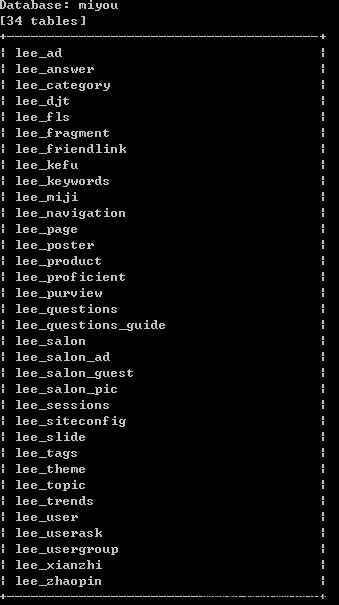 Database: miyou
[34 tables]
+---------------------------------------+
¦ lee_ad ¦
¦ lee_answer ¦
¦ lee_category ¦
¦ lee_djt ¦
¦ lee_fls ¦
¦ lee_fragment ¦
¦ lee_friendlink ¦
¦ lee_kefu ¦
¦ lee_keywords ¦
¦ lee_miji ¦
¦ lee_navigation ¦
¦ lee_page ¦
¦ lee_poster ¦
¦ lee_product ¦
¦ lee_proficient ¦
¦ lee_purview ¦
¦ lee_questions ¦
¦ lee_questions_guide ¦
¦ lee_salon ¦
¦ lee_salon_ad ¦
¦ lee_salon_guest ¦
¦ lee_salon_pic ¦
¦ lee_sessions ¦
¦ lee_siteconfig ¦
¦ lee_slide ¦
¦ lee_tags ¦
¦ lee_theme ¦
¦ lee_topic ¦
¦ lee_trends ¦
¦ lee_user ¦
¦ lee_userask ¦
¦ lee_usergroup ¦
¦ lee_xianzhi ¦
¦ lee_zhaopin ¦
+---------------------------------------+